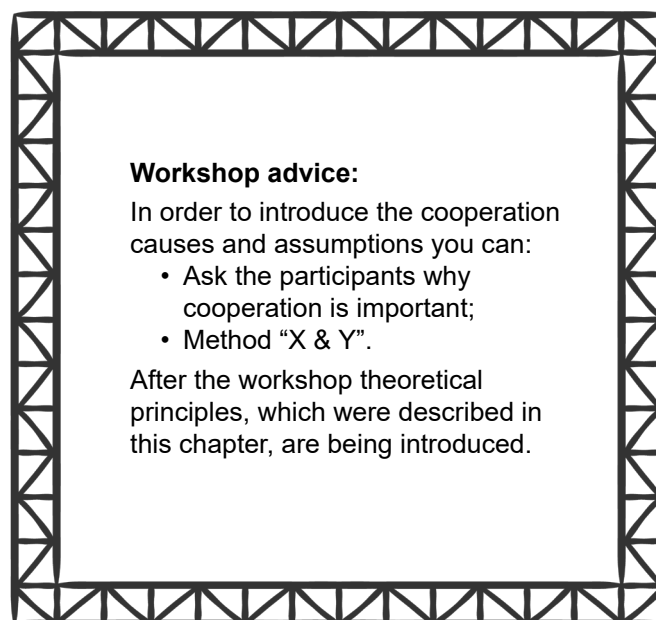 Workshop advice:
In order to introduce the cooperation
causes and assumptions you can:
• Ask the participants why
cooperation is important;
• Method “X & Y”.
After the workshop theoretical
principles, which were described in
this chapter, are being introduced.